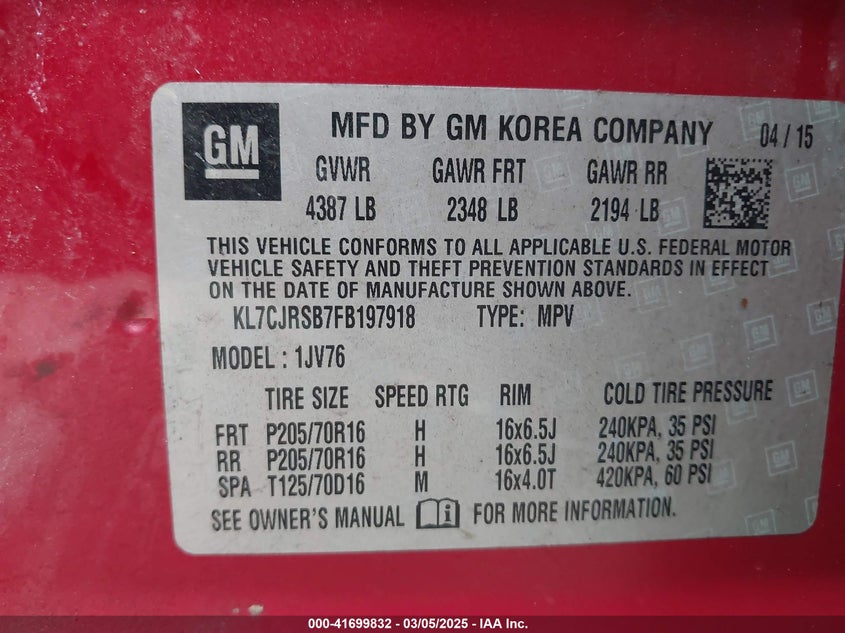 GM
MFD BY GM KOREA COMPANY 04 / 15
GVWR GAWR FRT GAWR RR
4387 LB 2348 LB 2194 LB
THIS VEHICLE CONFORMS TO ALL APPLICABLE U.S. FEDERAL MOTOR
VEHICLE SAFETY AND THEFT PREVENTION STANDARDS IN EFFECT
ON THE DATE OF MANUFACTURE SHOWN ABOVE.
KL7CJRSB7FB197918 TYPE: MPV
MODEL : 1JV76
TIRE SIZE SPEED RTG RIM COLD TIRE PRESSURE
FRT P205/70R16 H 16x6.5J 240KPA, 35 PSI
RR P205/70R16 H 16x6.5J 240KPA, 35 PSI
SPA T125/70D16 M 16x4.0T 420KPA, 60 PSI
SEE OWNER'S MANUAL i FOR MORE INFORMATION.
000-41699832 - 03/05/2025 - IAA Inc.